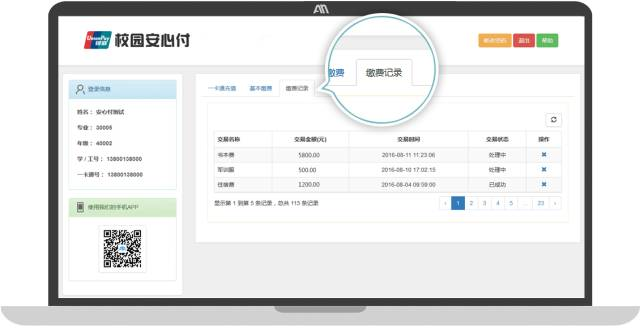 UnionPay
银联
校园安心付
修改密码 退出 帮助
登录信息
姓名： 安心付测试
专业： 30005
年级： 40002
学 / 工号： 13800138000
一卡通号： 13800138000
使用我们的手机APP
一卡通充值 基本缴费 缴费记录
缴费 缴费记录
交易名称 交易金额(元) 交易时间 交易状态 操作
书本费 5800.00 2016-08-11 11:23:06 处理中
军训服 500.00 2016-08-10 17:02:15 处理中
住宿费 1200.00 2016-08-04 09:59:00 已成功
显示第 1 到第 5 条记录，总共 113 条记录
‹ 1 2 3 4 5 ... 23 ›